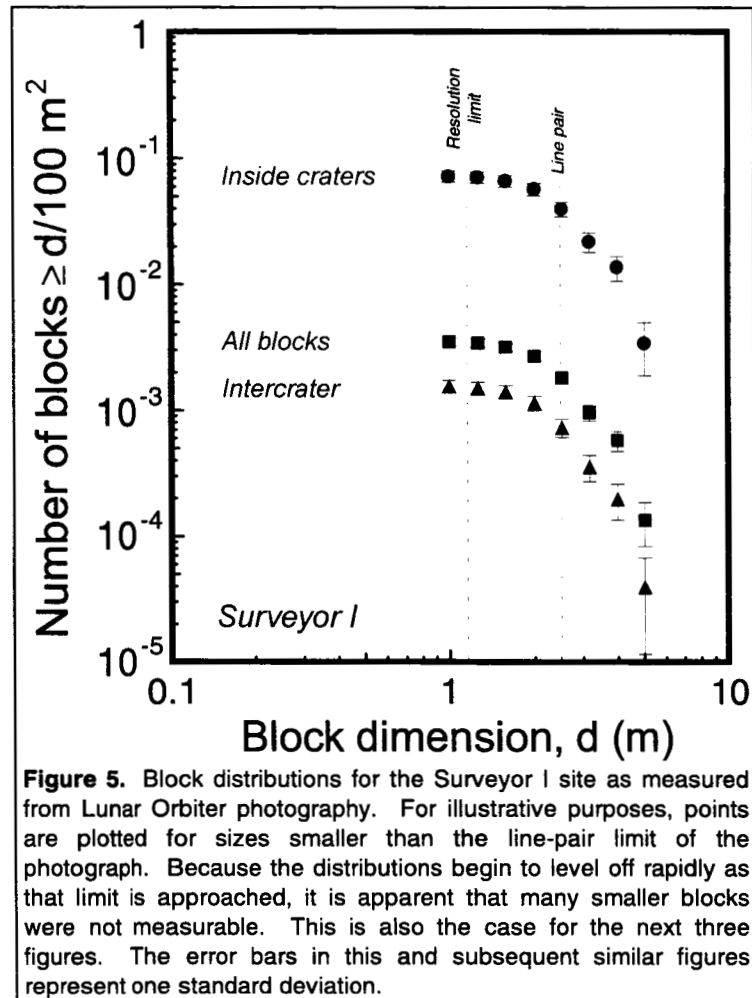 1
10⁻¹
10⁻²
10⁻³
10⁻⁴
10⁻⁵
Number of blocks ≥ d/100 m²
Resolution
limit
Line pair
Inside craters
All blocks
Intercrater
Surveyor I
0.1
1
10
Block dimension, d (m)
Figure 5. Block distributions for the Surveyor I site as measured
from Lunar Orbiter photography. For illustrative purposes, points
are plotted for sizes smaller than the line-pair limit of the
photograph. Because the distributions begin to level off rapidly as
that limit is approached, it is apparent that many smaller blocks
were not measurable. This is also the case for the next three
figures. The error bars in this and subsequent similar figures
represent one standard deviation.